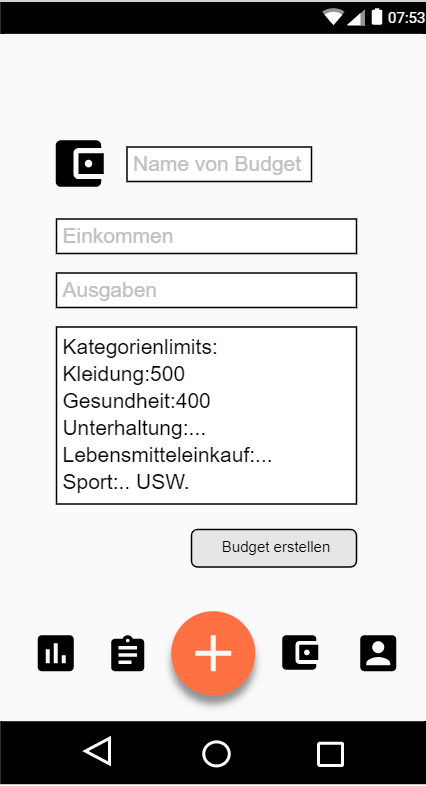 07:53
Name von Budget
Einkommen
Ausgaben
Kategorienlimits:
Kleidung:500
Gesundheit:400
Unterhaltung:...
Lebensmitteleinkauf:...
Sport:.. USW.
Budget erstellen